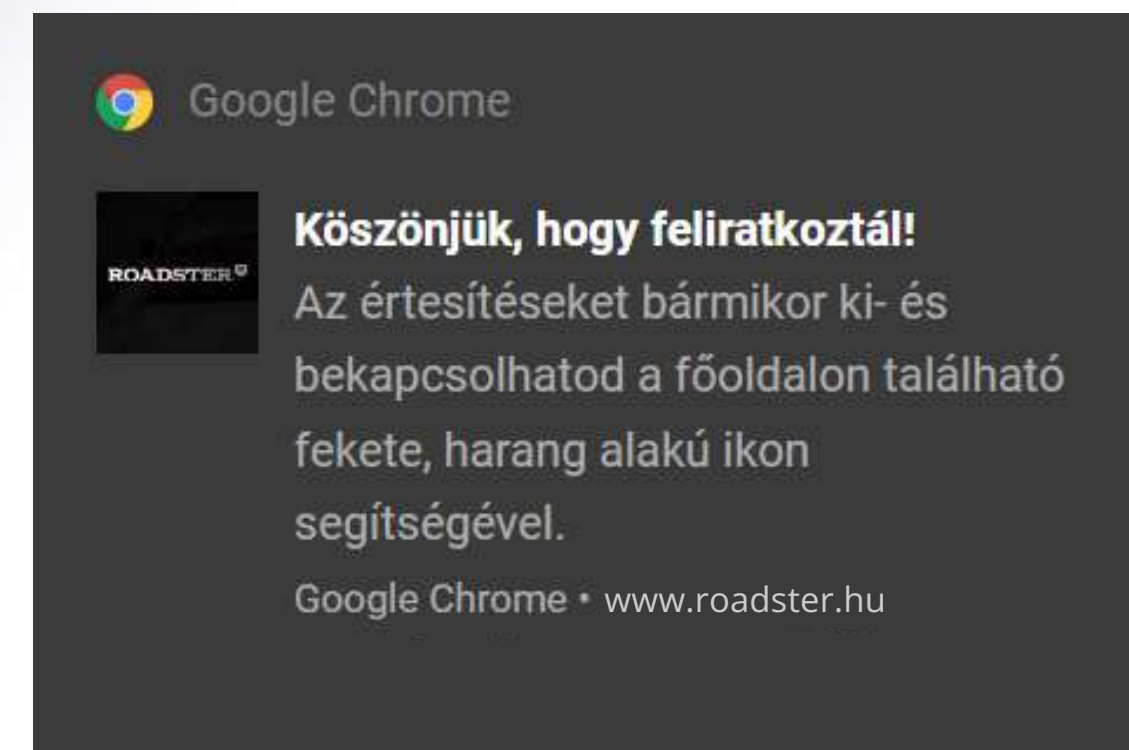 Google Chrome
ROADSTER
Köszönjük, hogy feliratkoztál!
Az értesítéseket bármikor ki- és
bekapcsolhatod a főoldalon található
fekete, harang alakú ikon
segítségével.
Google Chrome • www.roadster.hu